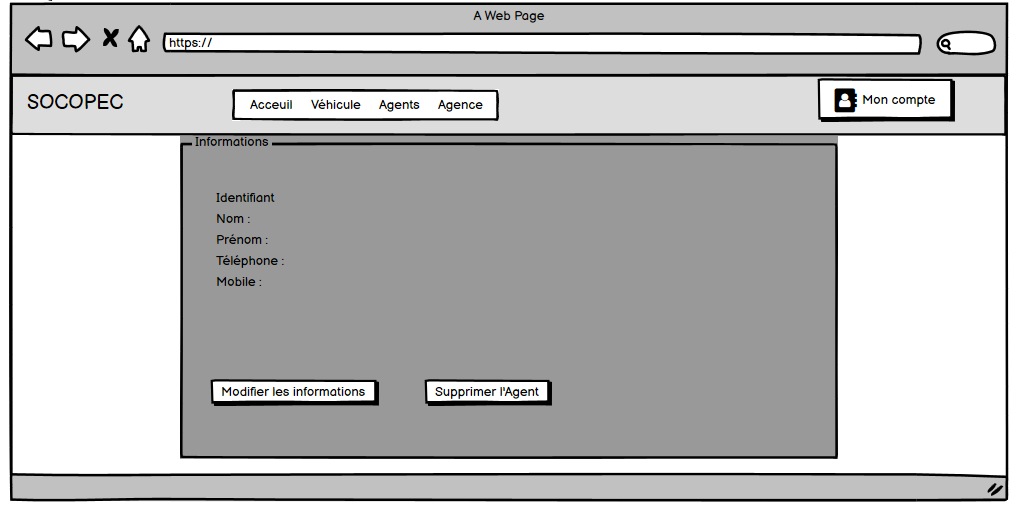 A Web Page
https://
SOCOPEC
Acceuil Véhicule Agents Agence
Mon compte
Informations
Identifiant
Nom :
Prénom :
Téléphone :
Mobile :
Modifier les informations
Supprimer l'Agent